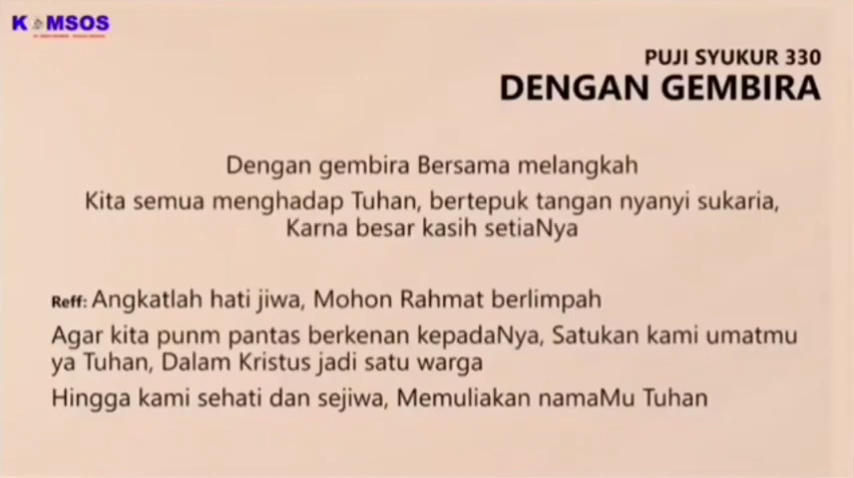 KOMSOS
PUJI SYUKUR 330
DENGAN GEMBIRA
Dengan gembira Bersama melangkah
Kita semua menghadap Tuhan, bertepuk tangan nyanyi sukaria,
Karna besar kasih setiaNya
Reff: Angkatlah hati jiwa, Mohon Rahmat berlimpah
Agar kita punm pantas berkenan kepadaNya, Satukan kami umatmu
ya Tuhan, Dalam Kristus jadi satu warga
Hingga kami sehati dan sejiwa, Memuliakan namaMu Tuhan